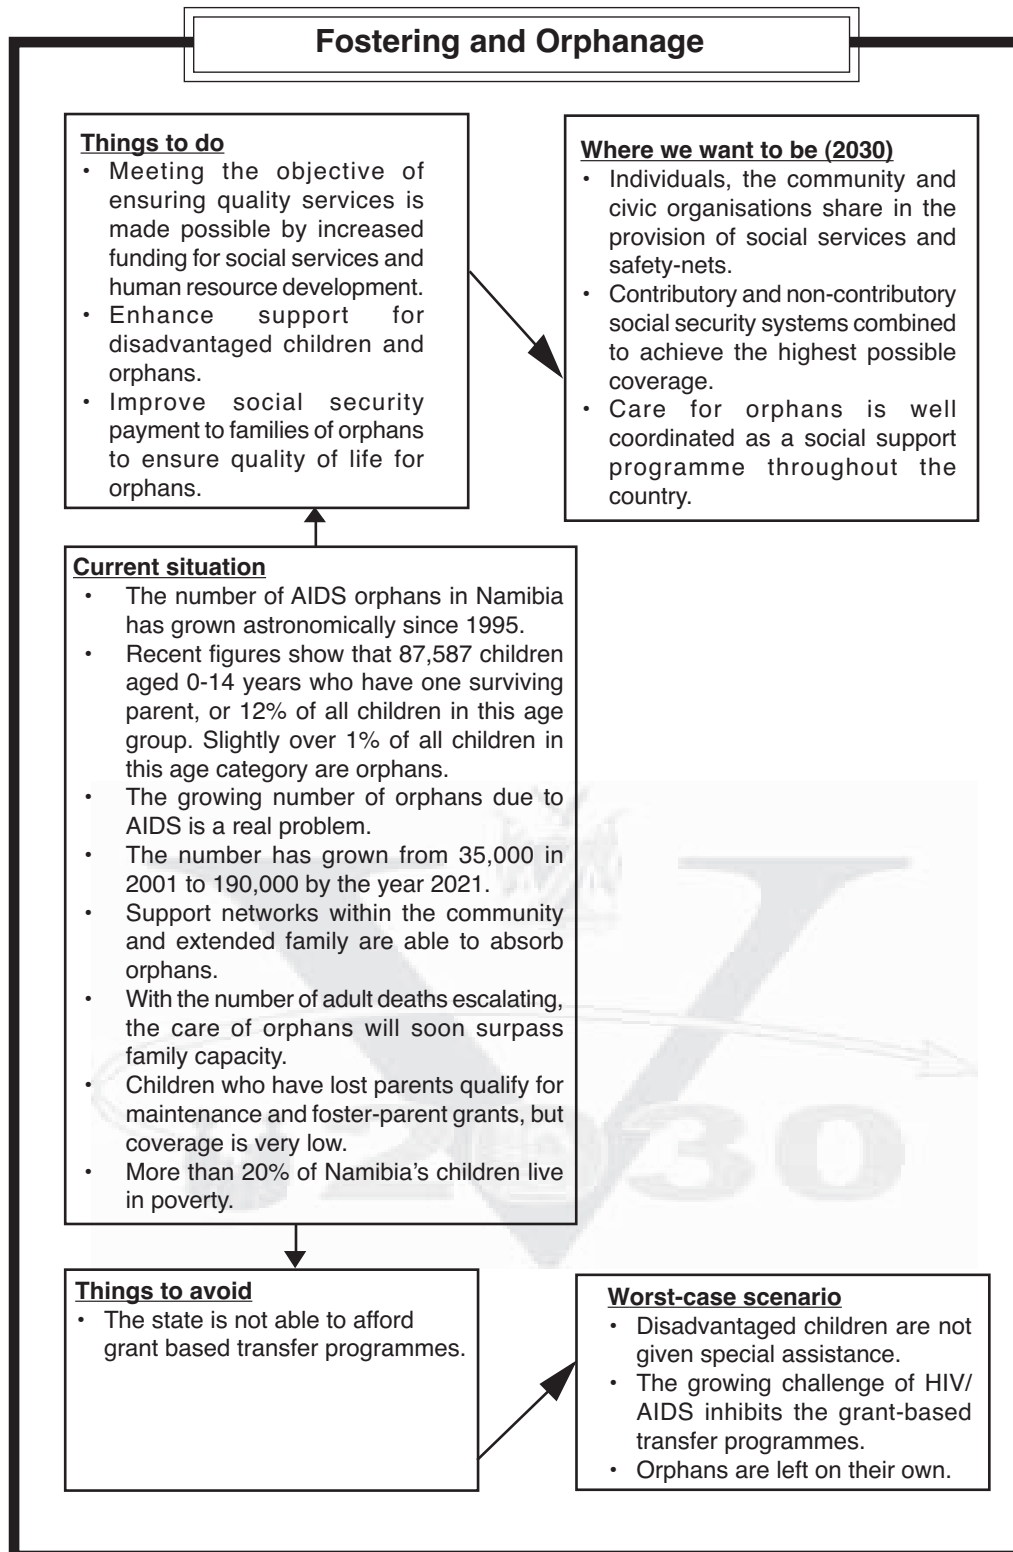 Fostering and Orphanage
Things to do
• Meeting the objective of
ensuring quality services is
made possible by increased
funding for social services and
human resource development.
• Enhance support for
disadvantaged children and
orphans.
• Improve social security
payment to families of orphans
to ensure quality of life for
orphans.
Where we want to be (2030)
• Individuals, the community and
civic organisations share in the
provision of social services and
safety-nets.
• Contributory and non-contributory
social security systems combined
to achieve the highest possible
coverage.
• Care for orphans is well
coordinated as a social support
programme throughout the
country.
Current situation
• The number of AIDS orphans in Namibia
has grown astronomically since 1995.
• Recent figures show that 87,587 children
aged 0-14 years who have one surviving
parent, or 12% of all children in this age
group. Slightly over 1% of all children in
this age category are orphans.
• The growing number of orphans due to
AIDS is a real problem.
• The number has grown from 35,000 in
2001 to 190,000 by the year 2021.
• Support networks within the community
and extended family are able to absorb
orphans.
• With the number of adult deaths escalating,
the care of orphans will soon surpass
family capacity.
• Children who have lost parents qualify for
maintenance and foster-parent grants, but
coverage is very low.
• More than 20% of Namibia's children live
in poverty.
Things to avoid
• The state is not able to afford
grant based transfer programmes.
Worst-case scenario
• Disadvantaged children are not
given special assistance.
• The growing challenge of HIV/
AIDS inhibits the grant-based
transfer programmes.
• Orphans are left on their own.
V
2030